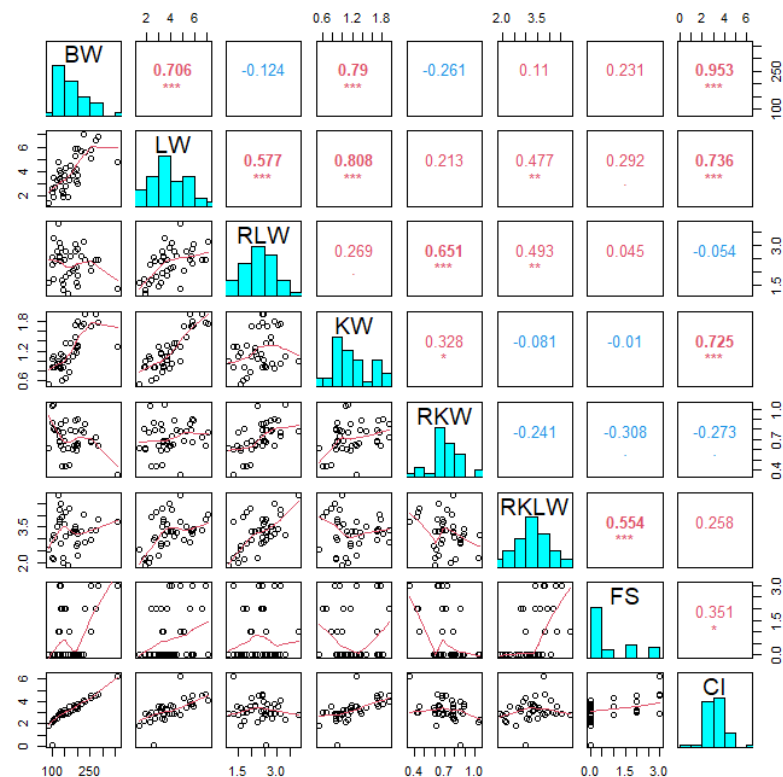 2 4 6 0.6 1.2 1.8 2.0 3.5 0 2 4 6
BW 0.706 -0.124 0.79 -0.261 0.11 0.231 0.953
*** *** ***
100 250
LW 0.577 0.808 0.213 0.477 0.292 0.736
*** *** ** . ***
2 4 6
RLW 0.269 0.651 0.493 0.045 -0.054
. *** **
1.5 3.0
KW 0.328 -0.081 -0.01 0.725
* ***
0.6 1.2 1.8
RKW -0.241 -0.308 -0.273
. .
0.4 0.7 1.0
RKLW 0.554 0.258
***
2.0 3.5
FS 0.351
*
0.0 1.5 3.0
CI
0 2 4 6
100 250 1.5 3.0 0.4 0.7 1.0 0.0 1.5 3.0